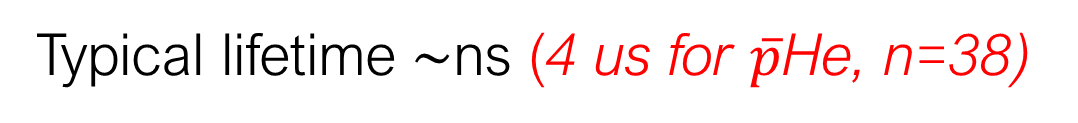 Typical lifetime ~ns (4 us for p̄He, n=38)